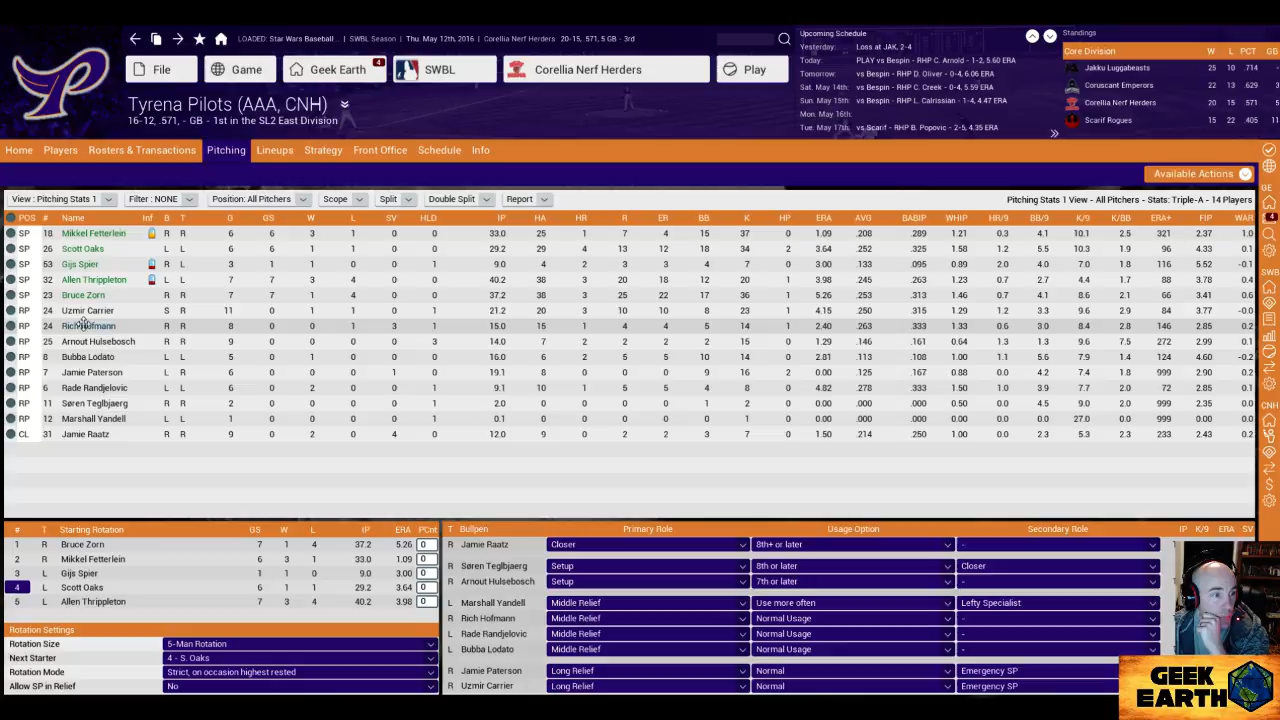 LOADED: Star Wars Baseball .. | SWBL Season | Thu. May 12th, 2016 | Corellia Nerf Herders 20-15, .571, 5 GB - 3rd
File Game Geek Earth 4 SWBL Corellia Nerf Herders Play
Tyrena Pilots (AAA, CNH)
16-12, .571, - GB - 1st in the SL2 East Division
Upcoming Schedule
Yesterday: Loss at JAK, 2-4
Today: PLAY vs Bespin - RHP C. Arnold - 1-2, 5.60 ERA
Tomorrow: vs Bespin - RHP D. Oliver - 0-4, 6.06 ERA
Sat. May 14th: vs Bespin - RHP C. Creek - 0-4, 5.59 ERA
Sun. May 15th: vs Bespin - RHP L. Calrissian - 1-4, 4.47 ERA
Mon. May 16th:
Tue. May 17th: vs Scarif - RHP B. Popovic - 2-5, 4.35 ERA
Standings
Core Division W L PCT GB
Jakku Luggabeasts 25 10 .714 -
Coruscant Emperors 22 13 .629 3
Corellia Nerf Herders 20 15 .571 5
Scarif Rogues 15 22 .405 11
Home Players Rosters & Transactions Pitching Lineups Strategy Front Office Schedule Info
Available Actions
View : Pitching Stats 1 Filter : NONE Position: All Pitchers Scope Split Double Split Report Pitching Stats 1 View - All Pitchers - Stats: Triple-A - 14 Players
POS # Name Inf B T G GS W L SV HLD IP HA HR R ER BB K HP ERA AVG BABIP WHIP HR/9 BB/9 K/9 K/BB ERA+ FIP WAR
SP 18 Mikkel Fetterlein R R 6 6 3 1 0 0 33.0 25 1 7 4 15 37 0 1.09 .208 .289 1.21 0.3 4.1 10.1 2.5 321 2.37 1.0
SP 26 Scott Oaks L L 6 6 1 1 0 0 29.2 29 4 13 12 18 34 2 3.64 .252 .325 1.58 1.2 5.5 10.3 1.9 96 4.33 0.1
SP 53 Gijs Spier R L 3 1 1 0 0 0 9.0 4 2 3 3 4 7 0 3.00 .133 .095 0.89 2.0 4.0 7.0 1.8 116 5.52 -0.1
SP 32 Allen Thrippleton L L 7 7 3 4 0 0 40.2 38 3 20 18 12 20 1 3.98 .245 .263 1.23 0.7 2.7 4.4 1.7 88 3.78 0.4
SP 23 Bruce Zorn R R 7 7 1 4 0 0 37.2 38 3 25 22 17 36 1 5.26 .253 .313 1.46 0.7 4.1 8.6 2.1 66 3.41 0.6
RP 24 Uzmir Carrier S R 11 0 1 0 0 0 21.2 20 3 10 10 8 23 1 4.15 .250 .315 1.29 1.2 3.3 9.6 2.9 84 3.77 -0.0
RP 24 Rich Hofmann R R 8 0 0 1 3 1 15.0 15 1 4 4 5 14 1 2.40 .263 .333 1.33 0.6 3.0 8.4 2.8 146 2.85 0.2
RP 25 Arnout Hulsebosch R R 9 0 0 0 0 3 14.0 7 2 2 2 2 15 0 1.29 .146 .161 0.64 1.3 1.3 9.6 7.5 272 2.99 0.1
RP 8 Bubba Lodato L L 5 0 1 0 0 0 16.0 6 2 5 5 10 14 0 2.81 .113 .108 1.00 1.1 5.6 7.9 1.4 124 4.60 -0.2
RP 7 Jamie Paterson L R 6 0 0 0 1 0 19.1 8 0 0 0 9 16 2 0.00 .125 .167 0.88 0.0 4.2 7.4 1.8 999 2.90 0.2
RP 6 Rade Randjelovic L L 6 0 2 0 0 1 9.1 10 1 5 5 4 8 0 4.82 .278 .333 1.50 1.0 3.9 7.7 2.0 72 2.85 0.1
RP 11 Søren Teglbjaerg R R 2 0 0 0 0 1 2.0 0 0 0 0 1 2 0 0.00 .000 .000 0.50 0.0 4.5 9.0 2.0 999 2.35 0.0
RP 12 Marshall Yandell L L 1 0 0 0 0 1 0.1 0 0 0 0 0 1 0 0.00 .000 .000 0.00 0.0 0.0 27.0 0.0 999 0.00 0.0
CL 31 Jamie Raatz R R 9 0 2 0 4 0 12.0 9 0 2 2 3 7 0 1.50 .214 .250 1.00 0.0 2.3 5.3 2.3 233 2.43 0.2
# T Starting Rotation GS W L IP ERA P'Cnt
1 R Bruce Zorn 7 1 4 37.2 5.26 0
2 R Mikkel Fetterlein 6 3 1 33.0 1.09 0
3 L Gijs Spier 1 1 0 9.0 3.00 0
4 L Scott Oaks 6 1 1 29.2 3.64 0
5 L Allen Thrippleton 7 3 4 40.2 3.98 0
Rotation Settings
Rotation Size 5-Man Rotation
Next Starter 4 - S. Oaks
Rotation Mode Strict, on occasion highest rested
Allow SP in Relief No
T Bullpen Primary Role Usage Option Secondary Role IP K/9 ERA SV
R Jamie Raatz Closer 8th+ or later -
R Søren Teglbjaerg Setup 8th or later Closer
R Arnout Hulsebosch Setup 7th or later -
L Marshall Yandell Middle Relief Use more often Lefty Specialist
R Rich Hofmann Middle Relief Normal Usage -
L Rade Randjelovic Middle Relief Normal Usage -
L Bubba Lodato Middle Relief Normal Usage -
R Jamie Paterson Long Relief Normal Emergency SP
R Uzmir Carrier Long Relief Normal Emergency SP
GE
4
SWB
CNH
GEEK
EARTH